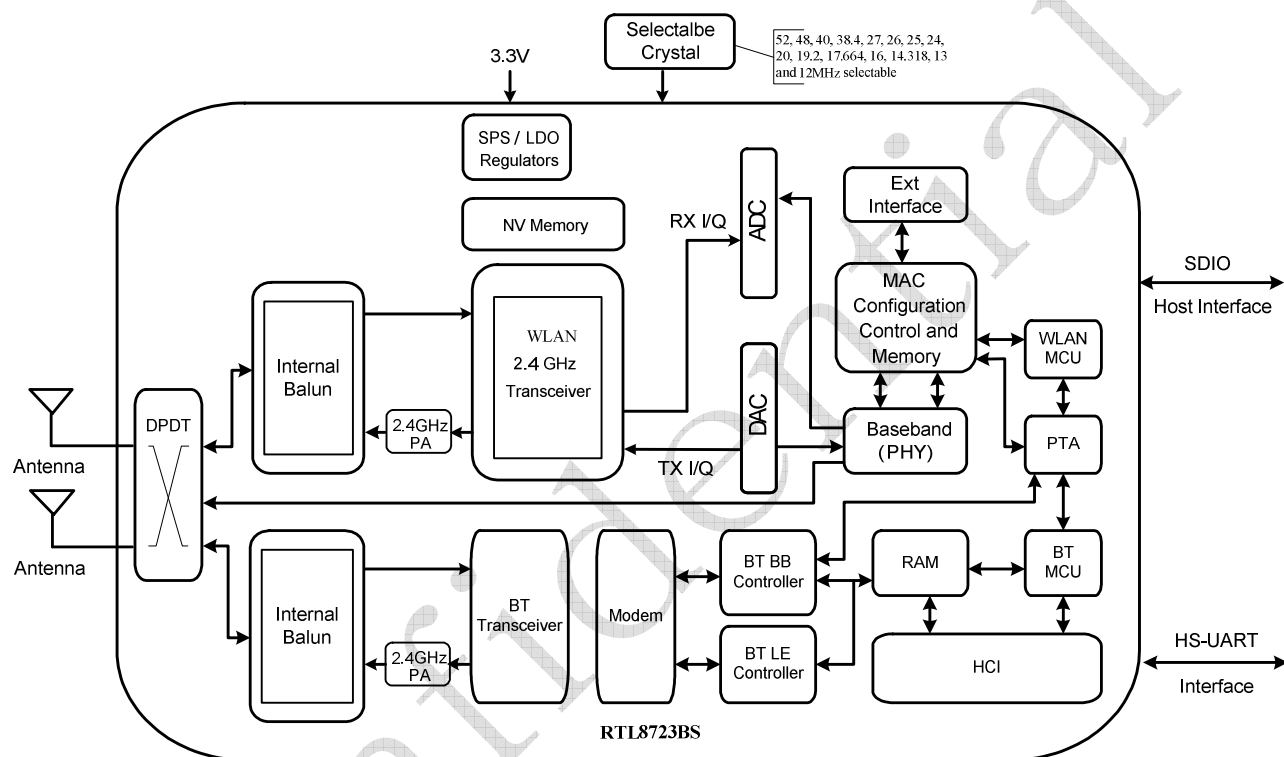 Selectalbe
Crystal
52, 48, 40, 38.4, 27, 26, 25, 24,
20, 19.2, 17.664, 16, 14.318, 13
and 12MHz selectable
3.3V
SPS / LDO
Regulators
NV Memory
RX I/Q
ADC
Ext
Interface
SDIO
Host Interface
MAC
Configuration
Control and
Memory
WLAN
MCU
WLAN
2.4 GHz
Transceiver
Internal
Balun
2.4GHz
PA
DAC
TX I/Q
Baseband
(PHY)
PTA
DPDT
Antenna
Antenna
Internal
Balun
2.4GHz
PA
BT
Transceiver
Modem
BT BB
Controller
BT LE
Controller
RAM
BT
MCU
HCI
HS-UART
Interface
RTL8723BS
fidential